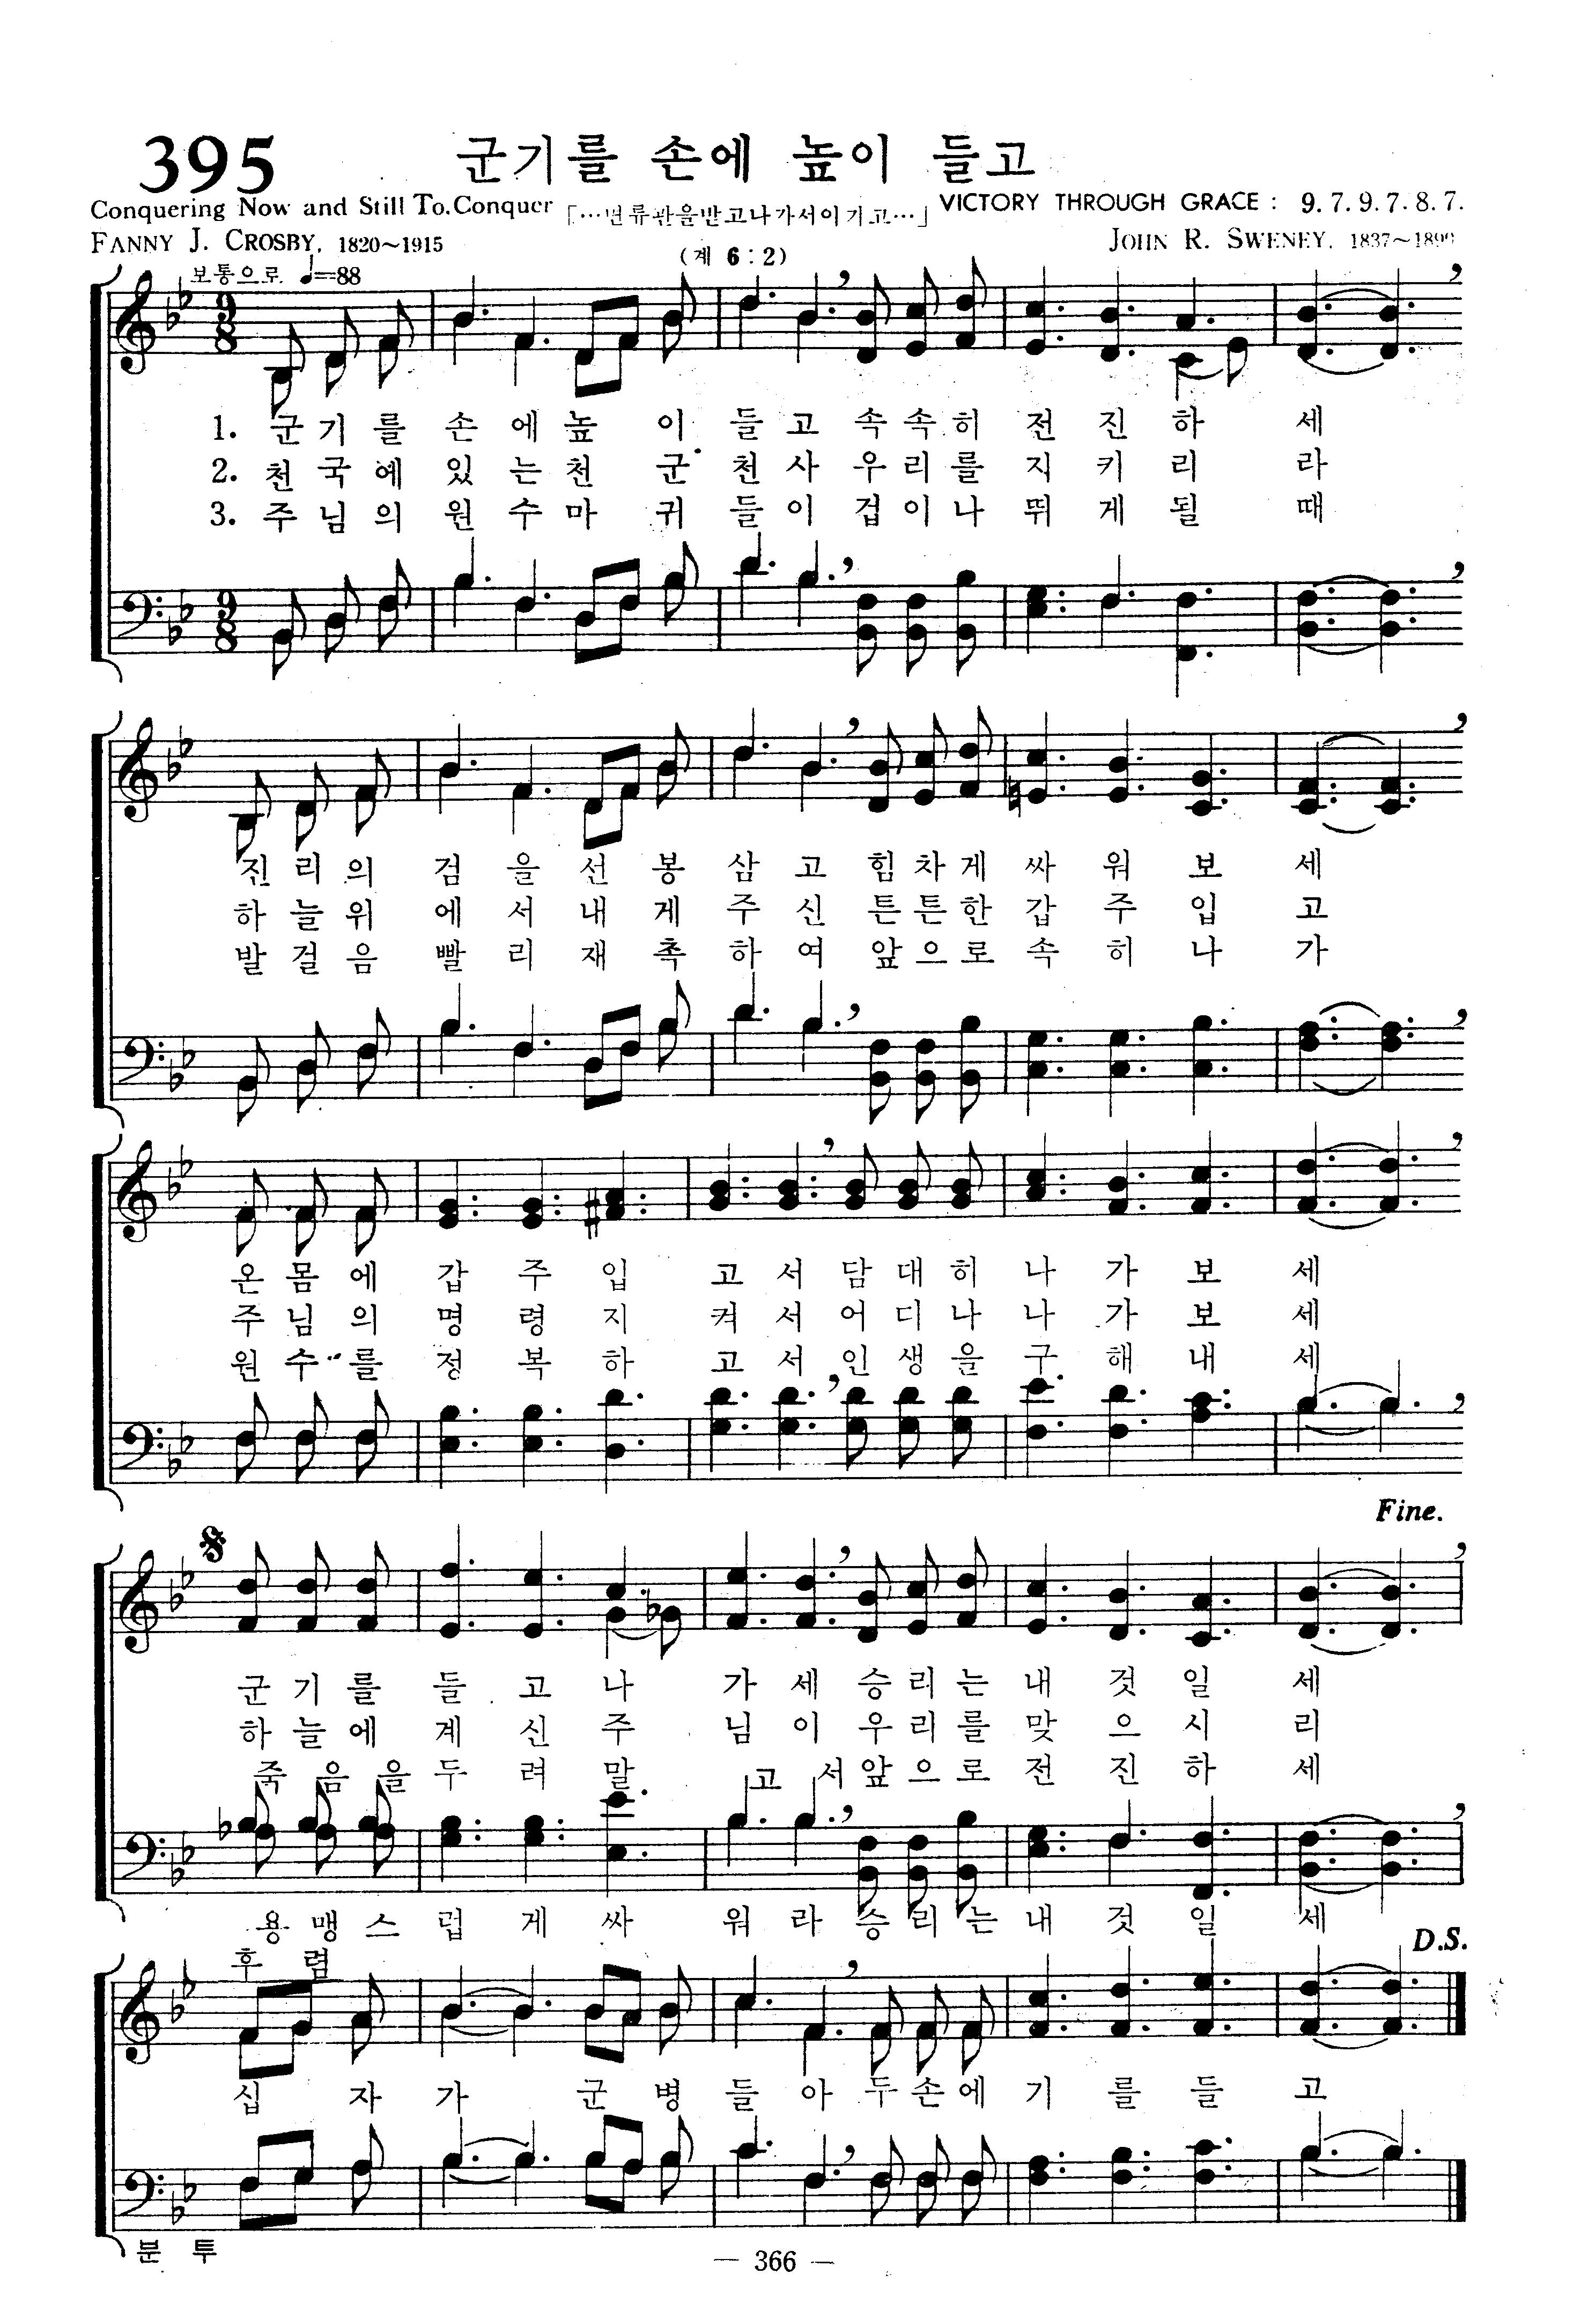 395
군기를 손에 높이 들고
Conquering Now and Still To.Conquer
「…면류관을받고나가서이기고…」
VICTORY THROUGH GRACE : 9.7.9.7.8.7.
FANNY J. CROSBY, 1820~1915
(계 6:2)
JOHN R. SWENEY, 1837~1899
보통으로 ♩.=88
1. 군기를 손에높 이 들고 속속히 전진하 세
2. 천국에 있는천 군 천사 우리를 지키리 라
3. 주님의 원수마 귀 들이 겁이나 뛰게될 때
진리의 검을선 봉 삼고 힘차게 싸워보 세
하늘위 에서내 게 주신 튼튼한 갑주입 고
발걸음 빨리재 촉 하여 앞으로 속히나 가
온몸에 갑주입 고서 담대히 나가보 세
주님의 명령지 켜서 어디나 나가보 세
원수를 정복하 고서 인생을 구해내 세
Fine.
군기를 들고나 가세 승리는 내것일 세
하늘에 계신주 님이 우리를 맞으시 리
죽음을 두려말 고서 앞으로 전진하 세
용맹스 럽게싸 워라 승리는 내것일 세
D.S.
후 렴
십 자 가 군 병 들아 두손에 기를들 고
분 투
— 366 —